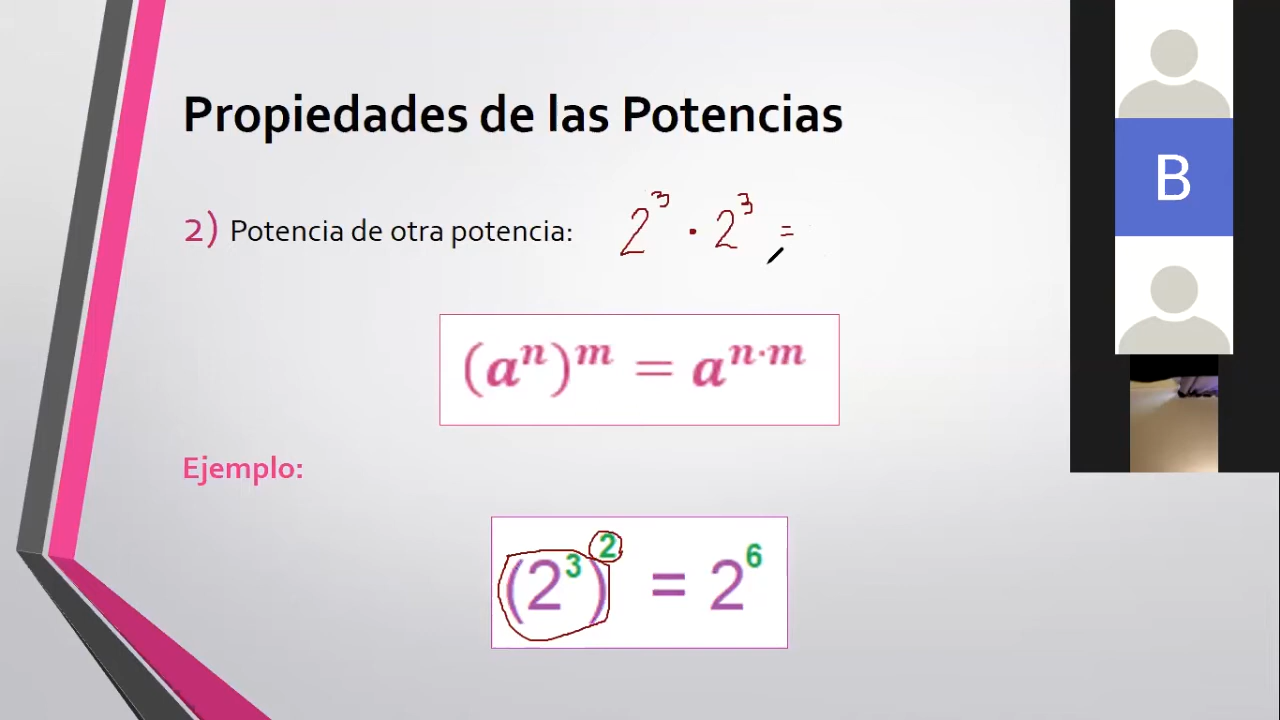 Propiedades de las Potencias
2) Potencia de otra potencia: 2³ · 2³ =
(aⁿ)ᵐ = aⁿ·ᵐ
Ejemplo:
(2³)² = 2⁶
B